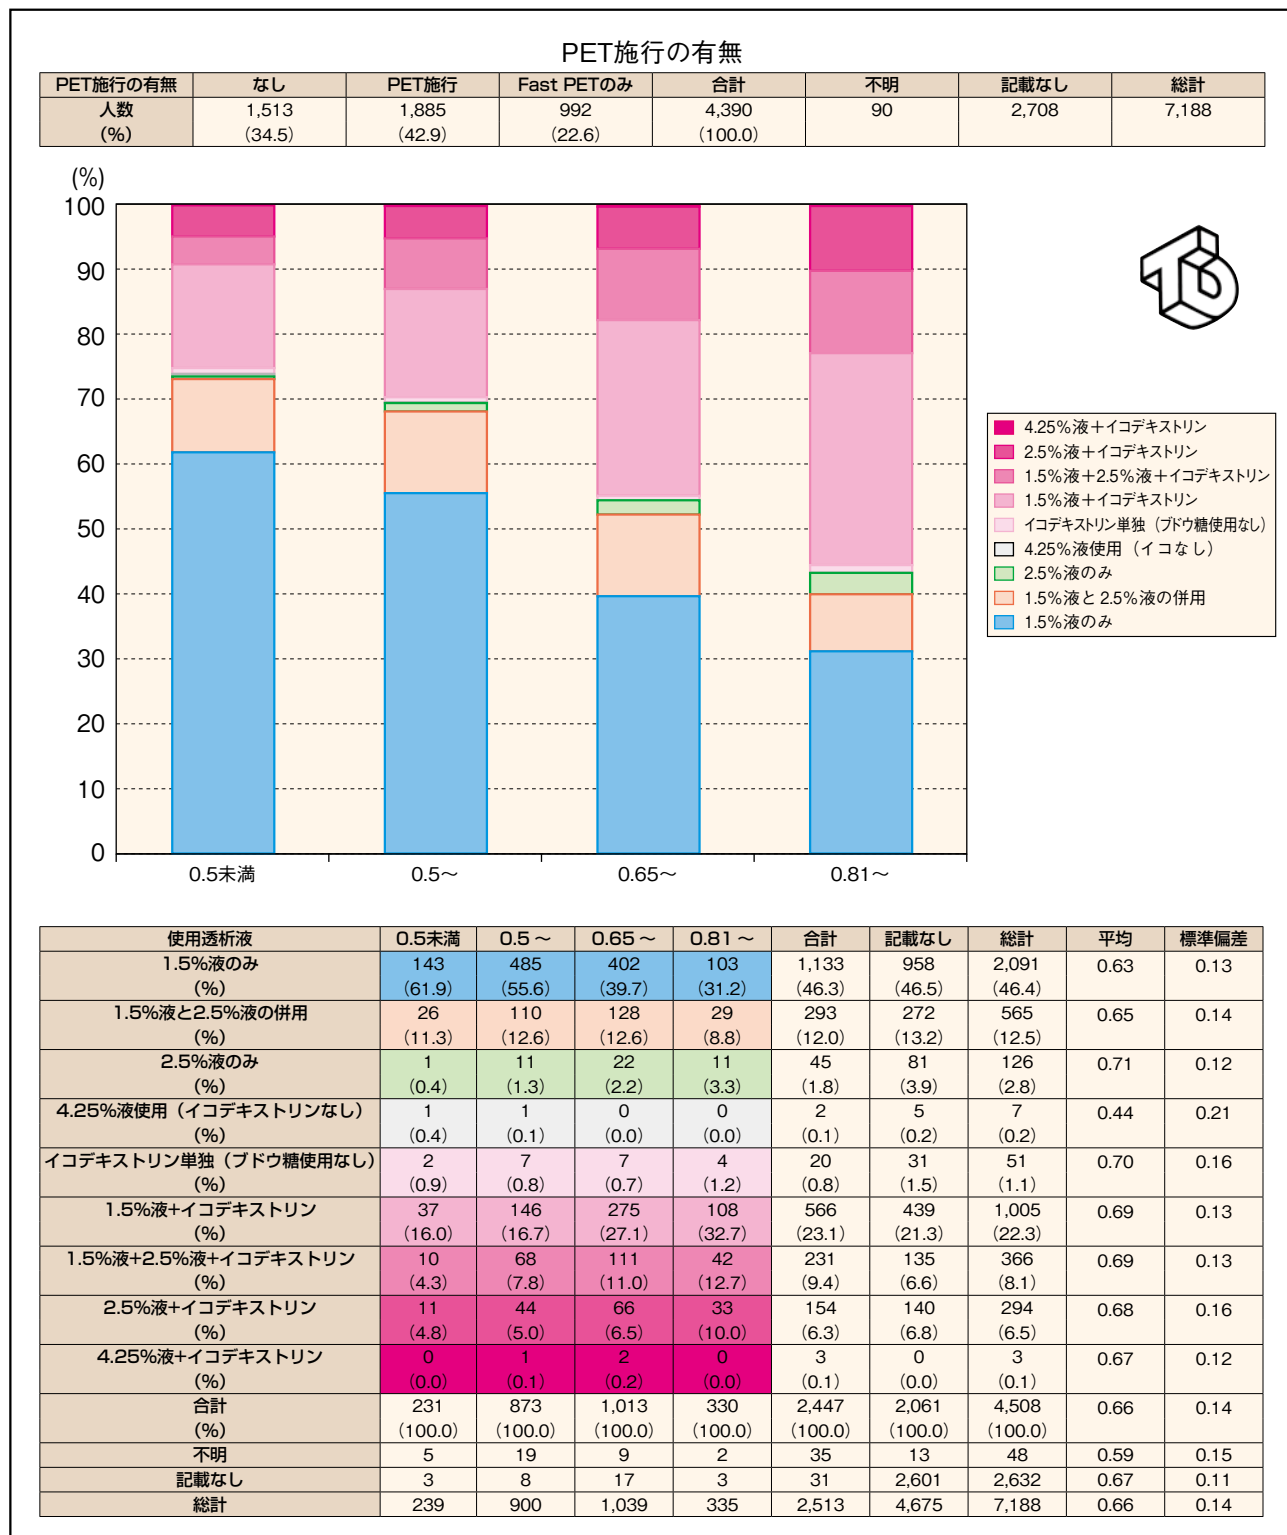 PET施行の有無
PET施行の有無 なし PET施行 Fast PETのみ 合計 不明 記載なし 総計
人数 1,513 1,885 992 4,390 90 2,708 7,188
(%) (34.5) (42.9) (22.6) (100.0)
(%)
100
90
80
70
60
50
40
30
20
10
0
0.5未満 0.5～ 0.65～ 0.81～
4.25%液＋イコデキストリン
2.5%液＋イコデキストリン
1.5%液＋2.5%液＋イコデキストリン
1.5%液＋イコデキストリン
イコデキストリン単独（ブドウ糖使用なし）
4.25%液使用（イコなし）
2.5%液のみ
1.5%液と2.5%液の併用
1.5%液のみ
使用透析液 0.5未満 0.5～ 0.65～ 0.81～ 合計 記載なし 総計 平均 標準偏差
1.5%液のみ 143 485 402 103 1,133 958 2,091 0.63 0.13
(%) (61.9) (55.6) (39.7) (31.2) (46.3) (46.5) (46.4)
1.5%液と2.5%液の併用 26 110 128 29 293 272 565 0.65 0.14
(%) (11.3) (12.6) (12.6) (8.8) (12.0) (13.2) (12.5)
2.5%液のみ 1 11 22 11 45 81 126 0.71 0.12
(%) (0.4) (1.3) (2.2) (3.3) (1.8) (3.9) (2.8)
4.25%液使用（イコデキストリンなし） 1 1 0 0 2 5 7 0.44 0.21
(%) (0.4) (0.1) (0.0) (0.0) (0.1) (0.2) (0.2)
イコデキストリン単独（ブドウ糖使用なし） 2 7 7 4 20 31 51 0.70 0.16
(%) (0.9) (0.8) (0.7) (1.2) (0.8) (1.5) (1.1)
1.5%液+イコデキストリン 37 146 275 108 566 439 1,005 0.69 0.13
(%) (16.0) (16.7) (27.1) (32.7) (23.1) (21.3) (22.3)
1.5%液+2.5%液+イコデキストリン 10 68 111 42 231 135 366 0.69 0.13
(%) (4.3) (7.8) (11.0) (12.7) (9.4) (6.6) (8.1)
2.5%液+イコデキストリン 11 44 66 33 154 140 294 0.68 0.16
(%) (4.8) (5.0) (6.5) (10.0) (6.3) (6.8) (6.5)
4.25%液+イコデキストリン 0 1 2 0 3 0 3 0.67 0.12
(%) (0.0) (0.1) (0.2) (0.0) (0.1) (0.0) (0.1)
合計 231 873 1,013 330 2,447 2,061 4,508 0.66 0.14
(%) (100.0) (100.0) (100.0) (100.0) (100.0) (100.0) (100.0)
不明 5 19 9 2 35 13 48 0.59 0.15
記載なし 3 8 17 3 31 2,601 2,632 0.67 0.11
総計 239 900 1,039 335 2,513 4,675 7,188 0.66 0.14